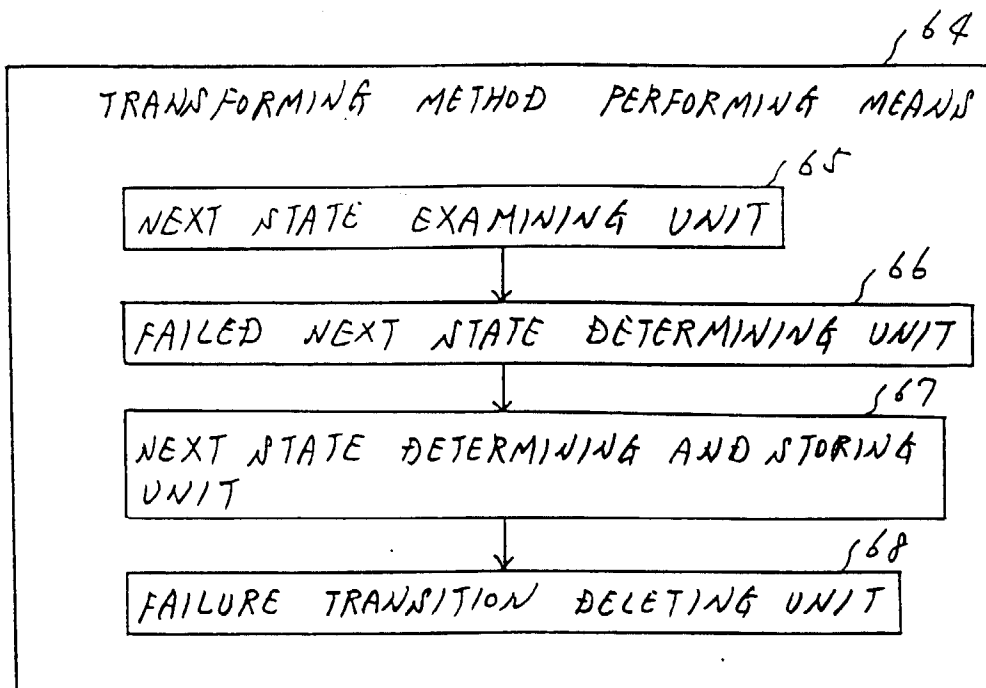 64
TRANSFORMING METHOD PERFORMING MEANS
65
NEXT STATE EXAMINING UNIT
66
FAILED NEXT STATE DETERMINING UNIT
67
NEXT STATE DETERMINING AND STORING
UNIT
68
FAILURE TRANSITION DELETING UNIT